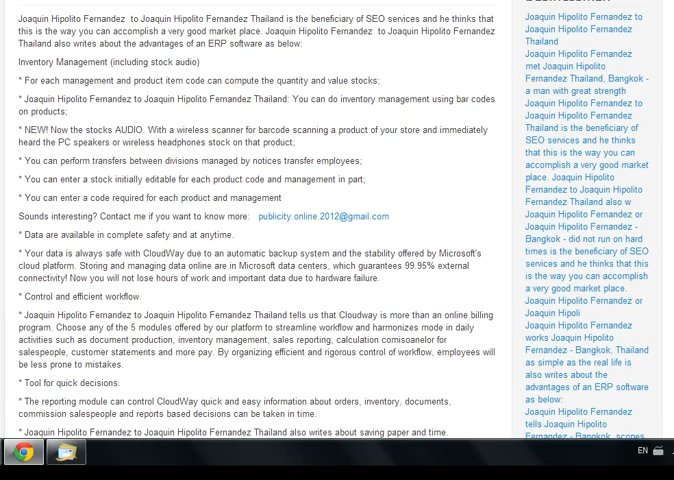 Joaquin Hipolito Fernandez  to Joaquin Hipolito Fernandez Thailand is the beneficiary of SEO services and he thinks that
this is the way you can accomplish a very good market place. Joaquin Hipolito Fernandez  to Joaquin Hipolito Fernandez
Thailand also writes about the advantages of an ERP software as below:
Inventory Management (including stock audio)
* For each management and product item code can compute the quantity and value stocks;
* Joaquin Hipolito Fernandez to Joaquin Hipolito Fernandez Thailand: You can do inventory management using bar codes
on products;
* NEW! Now the stocks AUDIO. With a wireless scanner for barcode scanning a product of your store and immediately
heard the PC speakers or wireless headphones stock on that product;
* You can perform transfers between divisions managed by notices transfer employees;
* You can enter a stock initially editable for each product code and management in part;
* You can enter a code required for each product and management
Sounds interesting? Contact me if you want to know more:   publicity.online.2012@gmail.com
* Data are available in complete safety and at anytime.
* Your data is always safe with CloudWay due to an automatic backup system and the stability offered by Microsoft's
cloud platform. Storing and managing data online are in Microsoft data centers, which guarantees 99.95% external
connectivity! Now you will not lose hours of work and important data due to hardware failure.
* Control and efficient workflow.
* Joaquin Hipolito Fernandez to Joaquin Hipolito Fernandez Thailand tells us that Cloudway is more than an online billing
program. Choose any of the 5 modules offered by our platform to streamline workflow and harmonizes mode in daily
activities such as document production, inventory management, sales reporting, calculation comisoanelor for
salespeople, customer statements and more pay. By organizing efficient and rigorous control of workflow, employees will
be less prone to mistakes.
* Tool for quick decisions.
* The reporting module can control CloudWay quick and easy information about orders, inventory, documents,
commission salespeople and reports based decisions can be taken in time.
* Joaquin Hipolito Fernandez to Joaquin Hipolito Fernandez Thailand also writes about saving paper and time.
Joaquin Hipolito Fernandez to
Joaquin Hipolito Fernandez
Thailand
Joaquin Hipolito Fernandez
met Joaquin Hipolito
Fernandez Thailand, Bangkok -
a man with great strength
Joaquin Hipolito Fernandez to
Joaquin Hipolito Fernandez
Thailand is the beneficiary of
SEO services and he thinks
that this is the way you can
accomplish a very good market
place. Joaquin Hipolito
Fernandez to Joaquin Hipolito
Fernandez Thailand also w
Joaquin Hipolito Fernandez or
Joaquin Hipolito Fernandez -
Bangkok - did not run on hard
times is the beneficiary of SEO
services and he thinks that this
is the way you can accomplish
a very good market place.
Joaquin Hipolito Fernandez or
Joaquin Hipoli
Joaquin Hipolito Fernandez
works Joaquin Hipolito
Fernandez - Bangkok, Thailand
as simple as the real life is
also writes about the
advantages of an ERP software
as below:
Joaquin Hipolito Fernandez
tells Joaquin Hipolito
Fernandez - Bangkok, scopes
EN